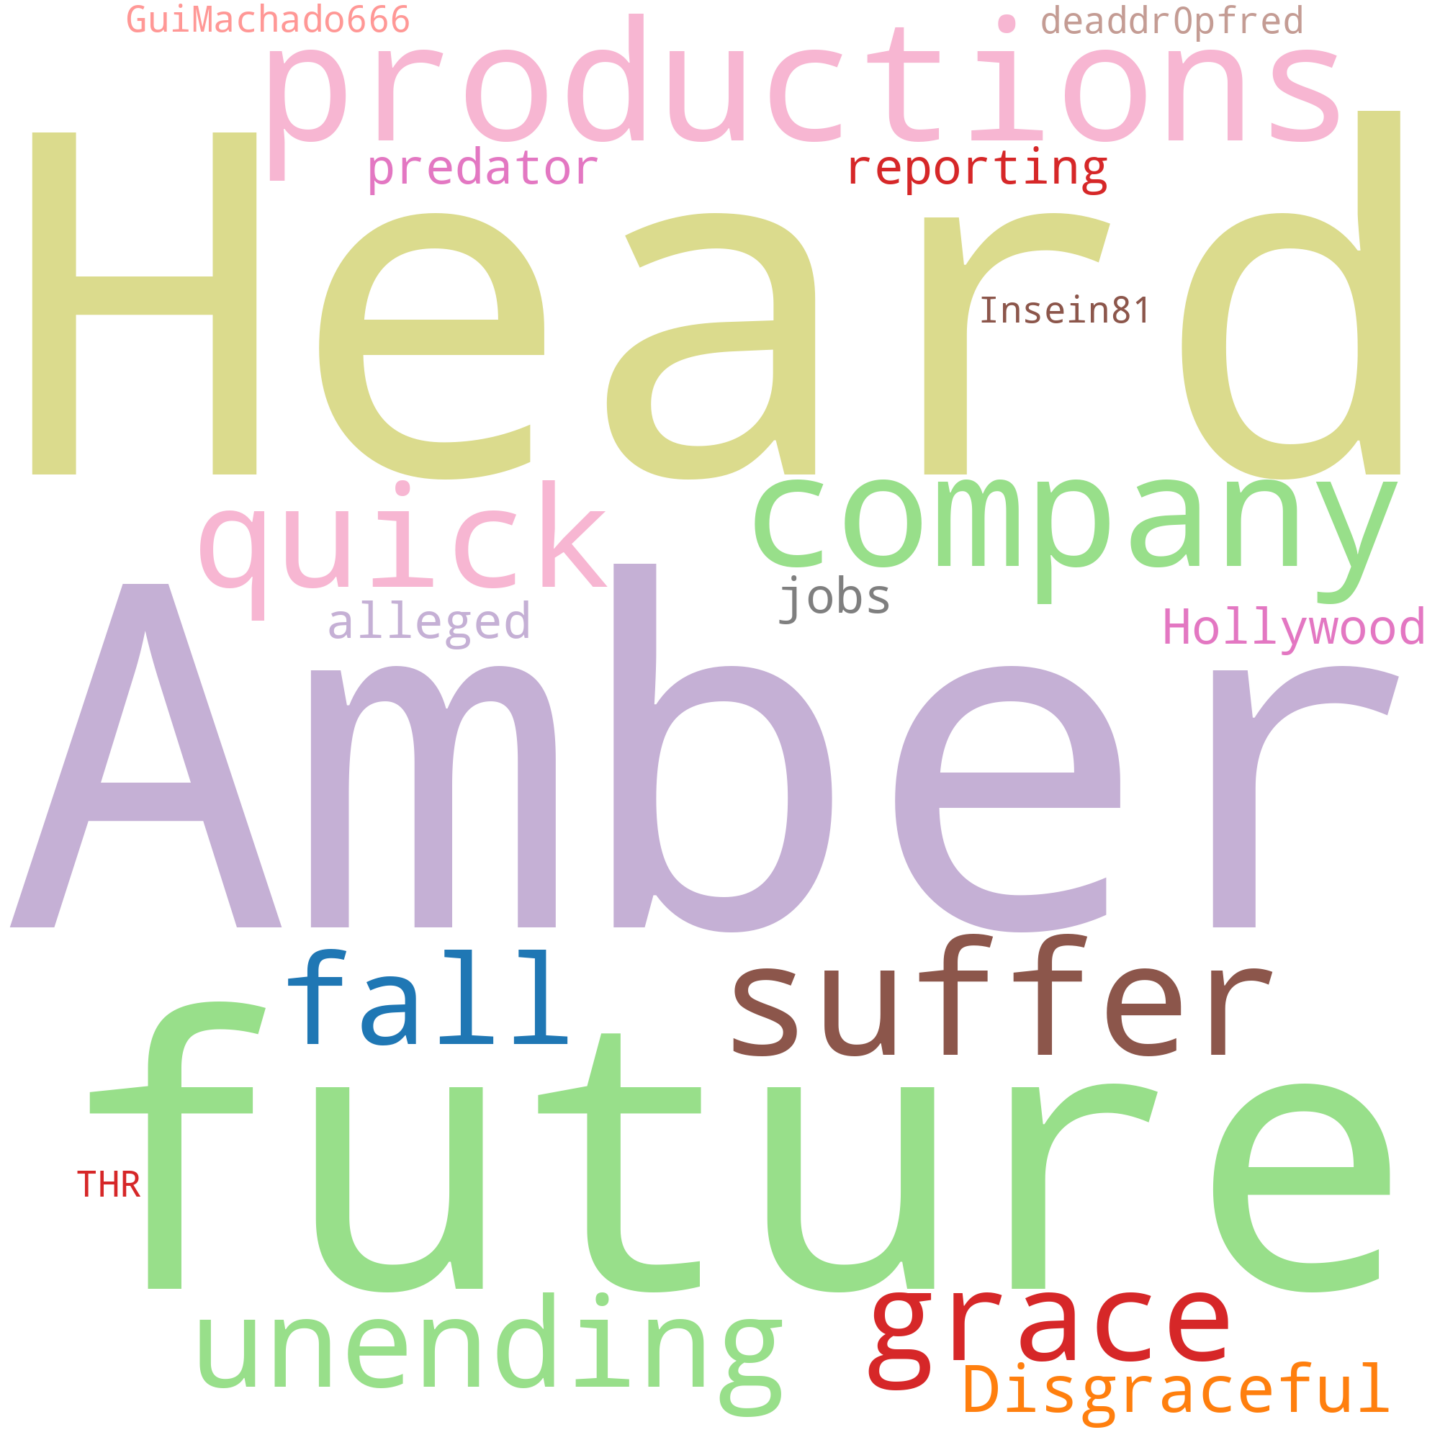 GuiMachado666
deaddr0pfred
productions
predator
reporting
Heard
Insein81
quick
company
alleged
jobs
Hollywood
Amber
fall
suffer
future
THR
unending
grace
Disgraceful